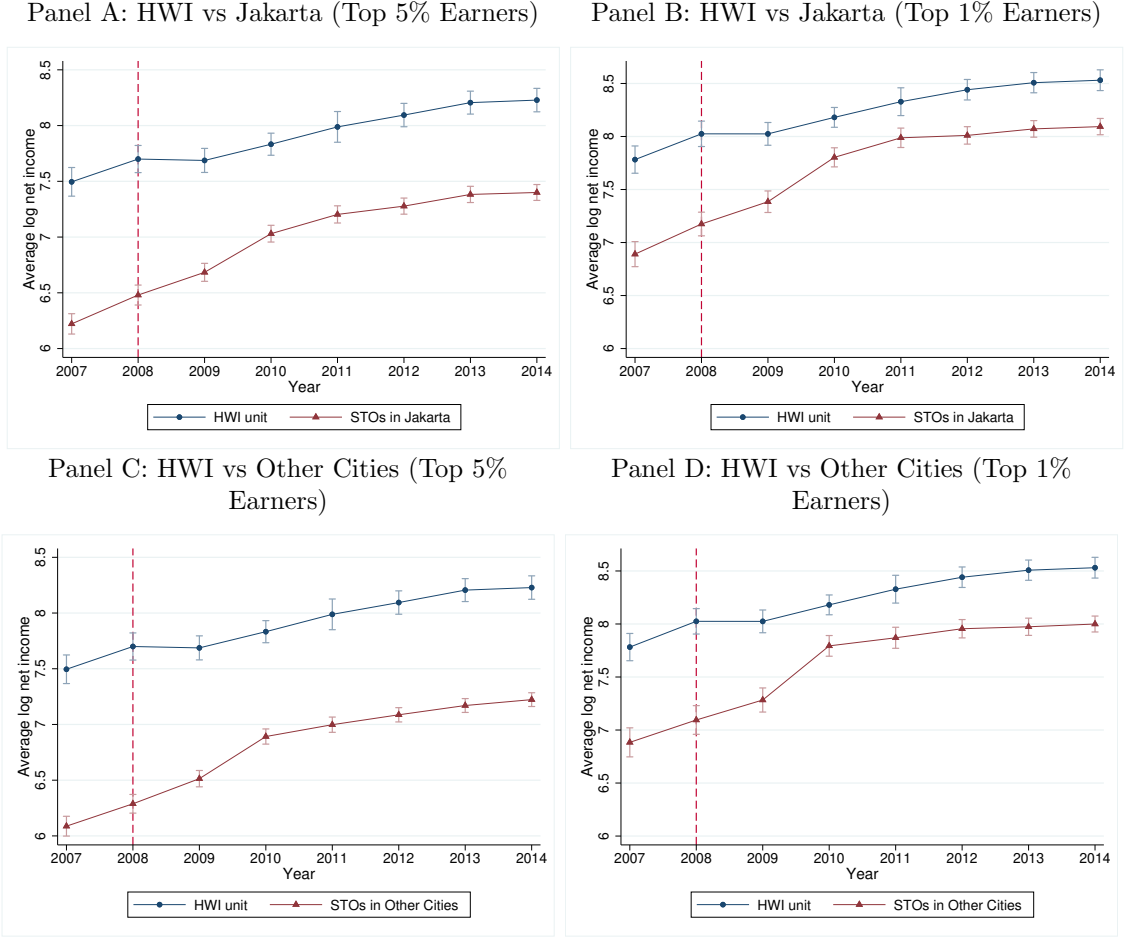 Panel A: HWI vs Jakarta (Top 5% Earners)
Average log net income
8.5
8
7.5
7
6.5
6
2007 2008 2009 2010 2011 2012 2013 2014
Year
HWI unit STOs in Jakarta
Panel B: HWI vs Jakarta (Top 1% Earners)
Average log net income
8.5
8
7.5
7
6.5
6
2007 2008 2009 2010 2011 2012 2013 2014
Year
HWI unit STOs in Jakarta
Panel C: HWI vs Other Cities (Top 5%
Earners)
Average log net income
8.5
8
7.5
7
6.5
6
2007 2008 2009 2010 2011 2012 2013 2014
Year
HWI unit STOs in Other Cities
Panel D: HWI vs Other Cities (Top 1%
Earners)
Average log net income
8.5
8
7.5
7
6.5
6
2007 2008 2009 2010 2011 2012 2013 2014
Year
HWI unit STOs in Other Cities